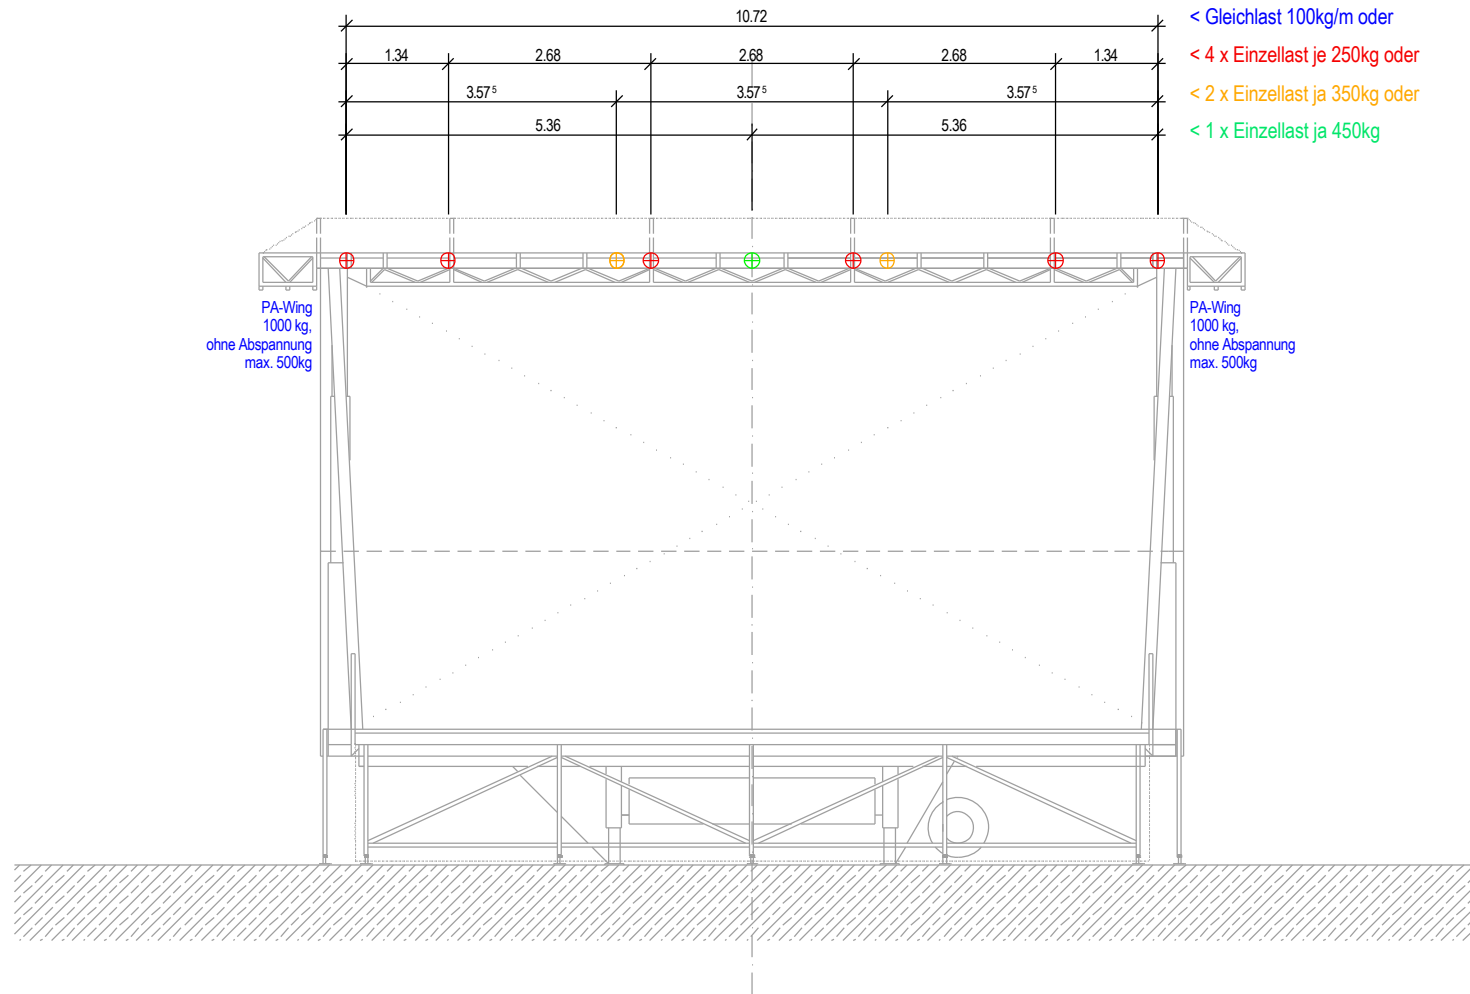 10.72
< Gleichlast 100kg/m oder
1.34 2.68 2.68 2.68 1.34
< 4 x Einzellast je 250kg oder
3.57⁵ 3.57⁵ 3.57⁵
< 2 x Einzellast ja 350kg oder
5.36 5.36
< 1 x Einzellast ja 450kg
PA-Wing
1000 kg,
ohne Abspannung
max. 500kg
PA-Wing
1000 kg,
ohne Abspannung
max. 500kg